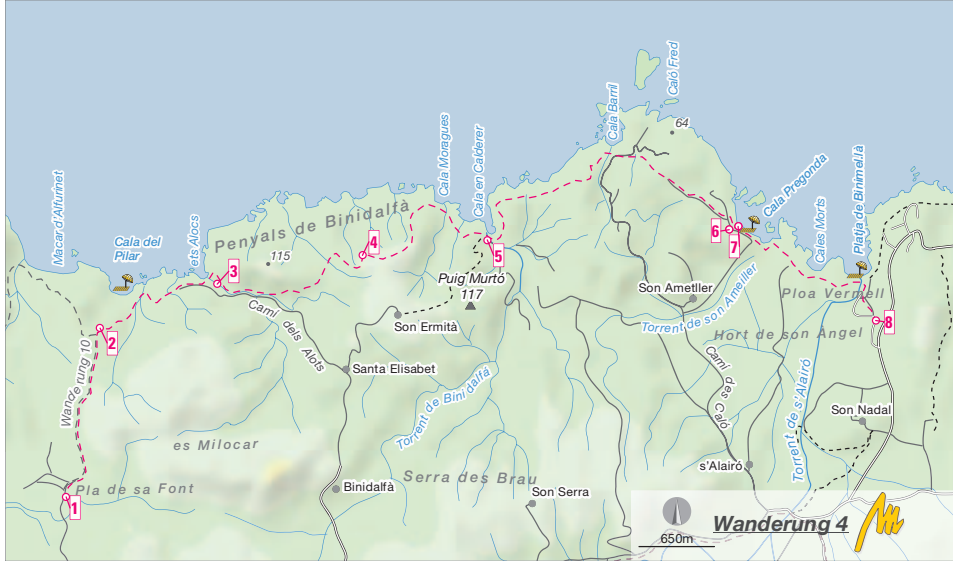 Macar d'Alfurinet
Cala del
Pilar
ets Alocs
Penyals de Binidalfà
115
Cala Moragues
Cala en Calderer
Cala Barril
Caló Fred
64
Cala Pregonda
Cales Morts
Platja de Binimel.là
1
2
3
4
5
6
7
8
Puig Murtó
117
Son Ermità
Camí dels Alots
Santa Elisabet
Wanderung 10
es Milocar
Pla de sa Font
Binidalfà
Torrent de Binidalfá
Serra des Brau
Son Serra
Son Ametller
Torrent de son Ametller
Camí des Caló
s'Alairó
Ploa Vermell
Hort de son Àngel
Torrent de s'Alairó
Son Nadal
650m
Wanderung 4